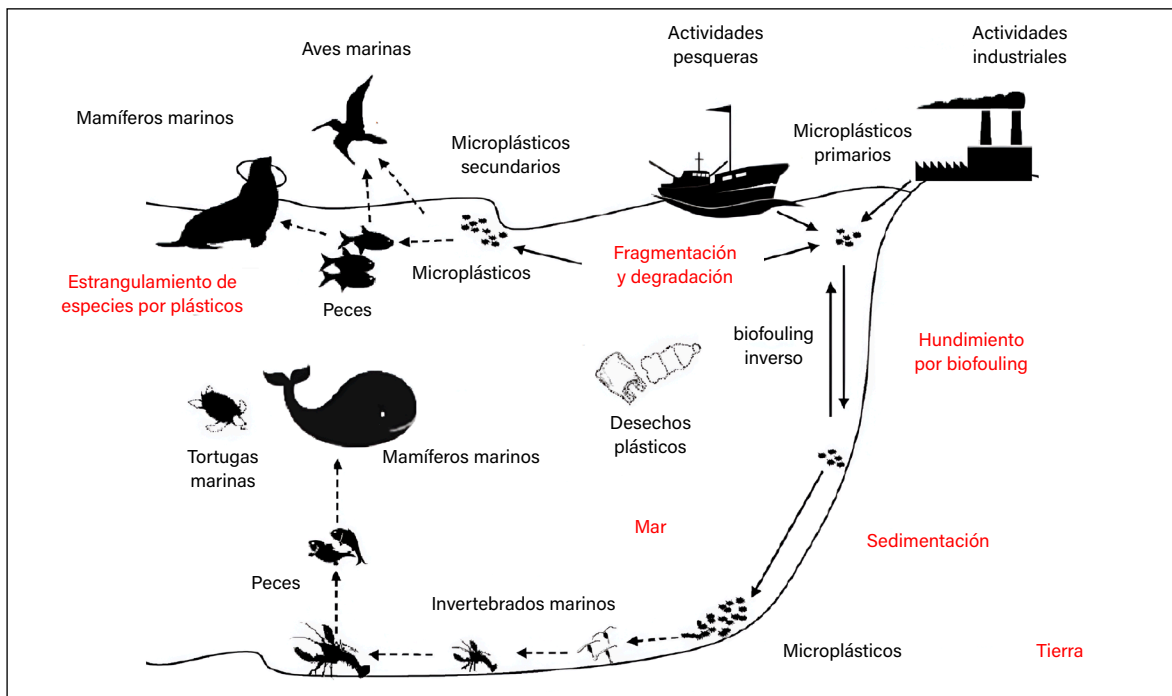 Actividades
pesqueras
Actividades
industriales
Aves marinas
Mamíferos marinos
Microplásticos
secundarios
Microplásticos
primarios
Fragmentación
y degradación
Estrangulamiento de
especies por plásticos
Microplásticos
Peces
biofouling
inverso
Hundimiento
por biofouling
Desechos
plásticos
Tortugas
marinas
Mamíferos marinos
Mar
Sedimentación
Peces
Invertebrados marinos
Microplásticos
Tierra